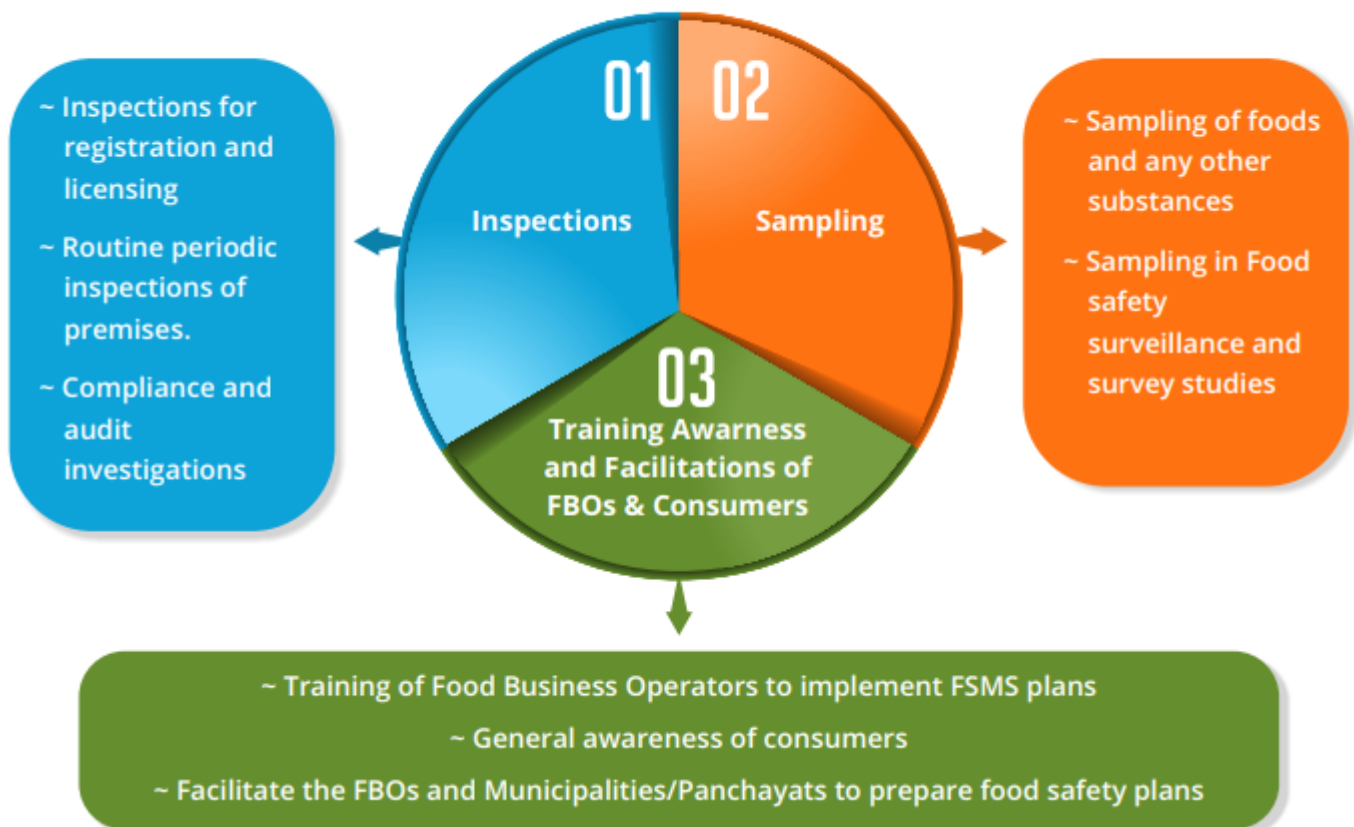 01
Inspections
~ Inspections for
registration and
licensing
~ Routine periodic
inspections of
premises.
~ Compliance and
audit
investigations
02
Sampling
~ Sampling of foods
and any other
substances
~ Sampling in Food
safety
surveillance and
survey studies
03
Training Awarness
and Facilitations of
FBOs & Consumers
~ Training of Food Business Operators to implement FSMS plans
~ General awareness of consumers
~ Facilitate the FBOs and Municipalities/Panchayats to prepare food safety plans